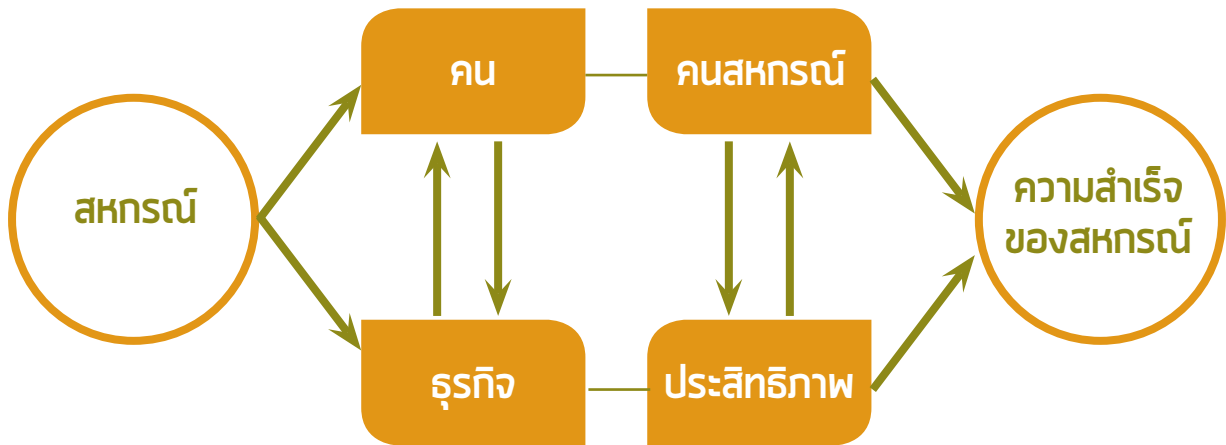 คน
คนสหกรณ์
สหกรณ์
ความสำเร็จ
ของสหกรณ์
ธุรกิจ
ประสิทธิภาพ